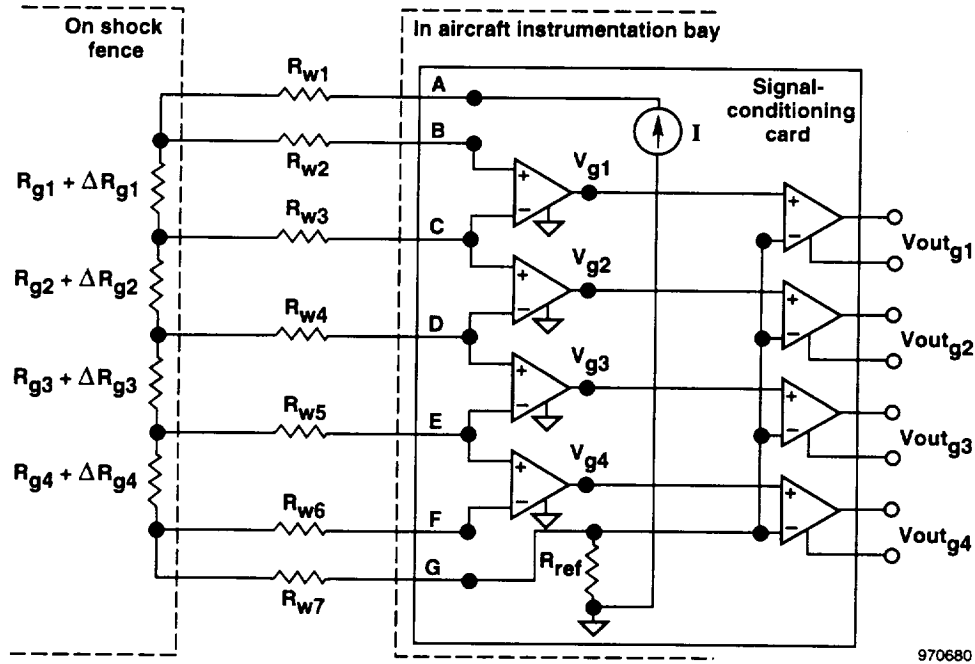 On shock
fence
In aircraft instrumentation bay
Signal-
conditioning
card
Rw1
A
I
B
Rw2
Vg1
Rg1 + ΔRg1
+
−
+
−
Voutg1
Rw3
C
Vg2
Rg2 + ΔRg2
+
−
+
−
Voutg2
Rw4
D
Vg3
Rg3 + ΔRg3
+
−
+
−
Voutg3
Rw5
E
Vg4
Rg4 + ΔRg4
+
−
+
−
Voutg4
Rw6
F
Rref
G
Rw7
970680